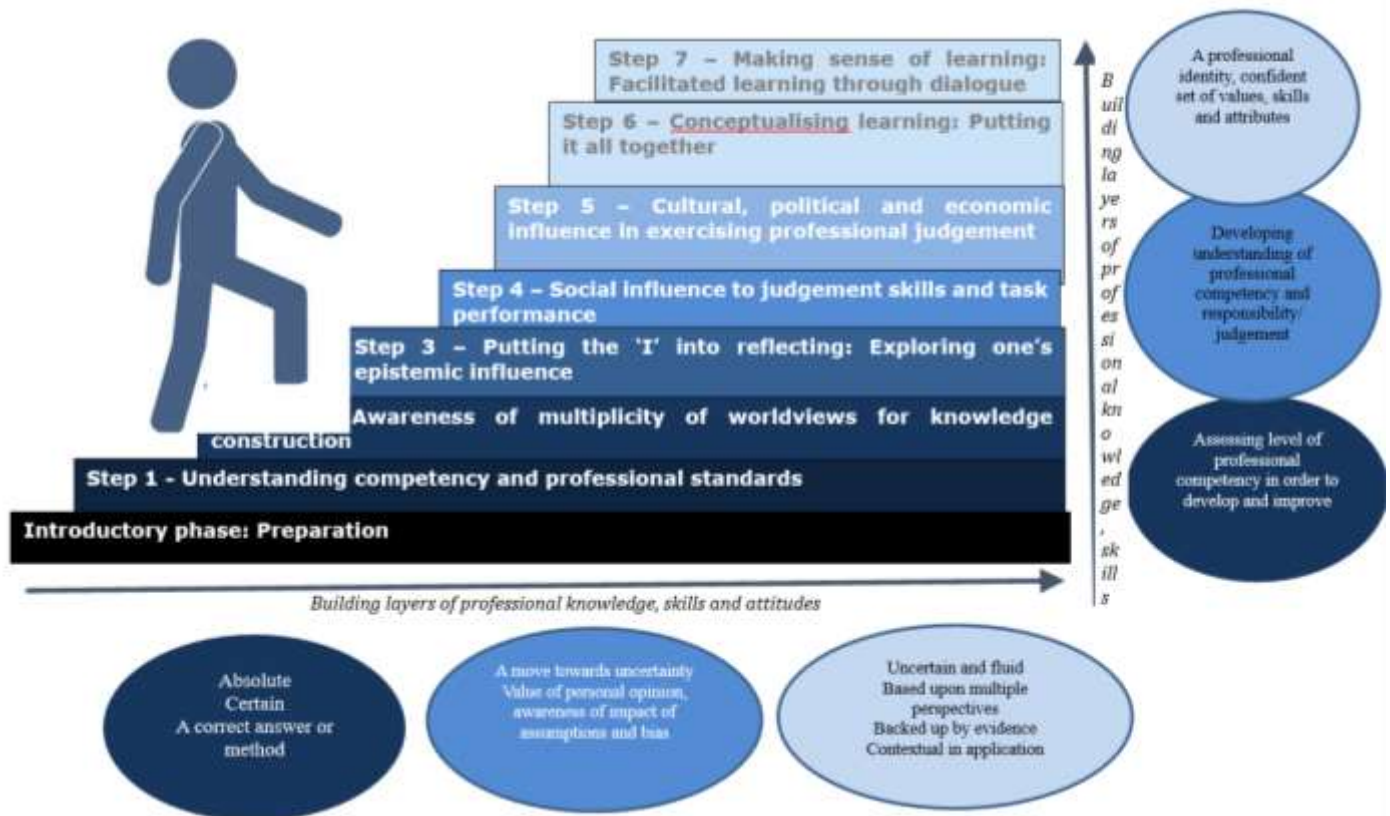 Step 7 – Making sense of learning:
Facilitated learning through dialogue
Step 6 – Conceptualising learning: Putting
it all together
Step 5 – Cultural, political and economic
influence in exercising professional judgement
Step 4 – Social influence to judgement skills and task
performance
Step 3 – Putting the ‘I’ into reflecting: Exploring one’s
epistemic influence
Awareness of multiplicity of worldviews for knowledge
construction
Step 1 - Understanding competency and professional standards
Introductory phase: Preparation
Building layers of professional knowledge, skills and attitudes
B
uil
di
ng
la
ye
rs
of
pr
of
es
si
on
al
kn
o
wl
ed
ge
,
sk
ill
s
A professional
identity, confident
set of values, skills
and attributes
Developing
understanding of
professional
competency and
responsibility/
judgement
Assessing level of
professional
competency in order to
develop and improve
Absolute
Certain
A correct answer or
method
A move towards uncertainty
Value of personal opinion,
awareness of impact of
assumptions and bias
Uncertain and fluid
Based upon multiple
perspectives
Backed up by evidence
Contextual in application